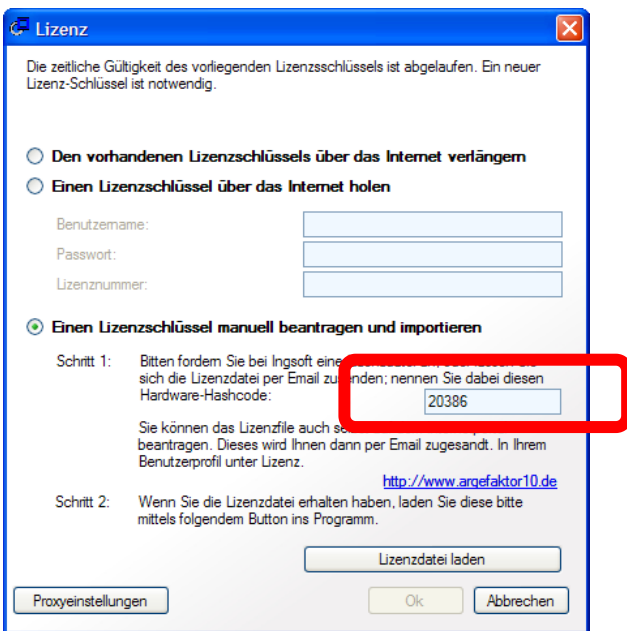 Lizenz
Die zeitliche Gültigkeit des vorliegenden Lizenzsschlüssels ist abgelaufen. Ein neuer
Lizenz-Schlüssel ist notwendig.
Den vorhandenen Lizenzschlüssels über das Internet verlängern
Einen Lizenzschlüssel über das Internet holen
Benutzername:
Passwort:
Lizenznummer:
Einen Lizenzschlüssel manuell beantragen und importieren
Schritt 1: Bitten fordern Sie bei Ingsoft eine
sich die Lizenzdatei per Email zusenden; nennen Sie dabei diesen
Hardware-Hashcode: 20386
Sie können das Lizenzfile auch
beantragen. Dieses wird Ihnen dann per Email zugesandt. In Ihrem
Benutzerprofil unter Lizenz.
http://www.argefaktor10.de
Schritt 2: Wenn Sie die Lizenzdatei erhalten haben, laden Sie diese bitte
mittels folgendem Button ins Programm.
Lizenzdatei laden
Proxyeinstellungen Ok Abbrechen